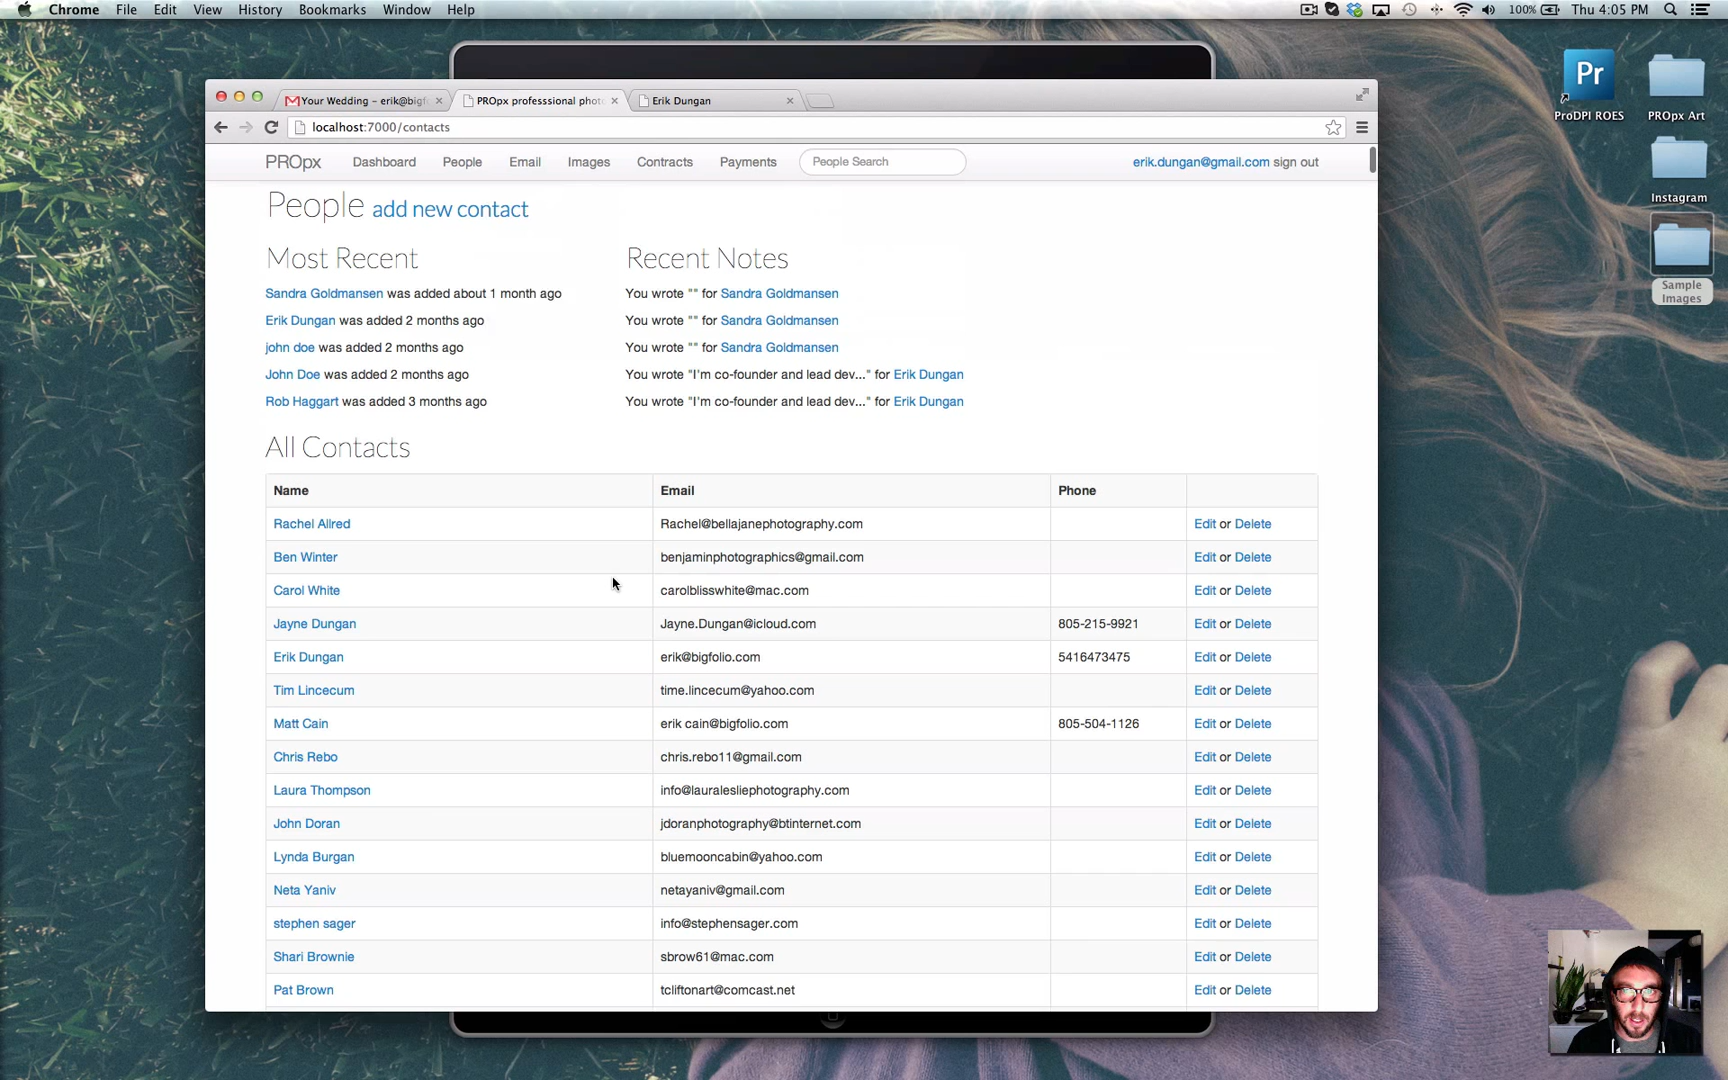 Chrome File Edit View History Bookmarks Window Help 100% Thu 4:05 PM
Your Wedding – erik@bigf PROpx professsional phot Erik Dungan
localhost:7000/contacts
PROpx Dashboard People Email Images Contracts Payments People Search erik.dungan@gmail.com sign out
People add new contact
Most Recent
Sandra Goldmansen was added about 1 month ago
Erik Dungan was added 2 months ago
john doe was added 2 months ago
John Doe was added 2 months ago
Rob Haggart was added 3 months ago
Recent Notes
You wrote "" for Sandra Goldmansen
You wrote "" for Sandra Goldmansen
You wrote "" for Sandra Goldmansen
You wrote "I'm co-founder and lead dev..." for Erik Dungan
You wrote "I'm co-founder and lead dev..." for Erik Dungan
All Contacts
Name Email Phone
Rachel Allred Rachel@bellajanephotography.com Edit or Delete
Ben Winter benjaminphotographics@gmail.com Edit or Delete
Carol White carolblisswhite@mac.com Edit or Delete
Jayne Dungan Jayne.Dungan@icloud.com 805-215-9921 Edit or Delete
Erik Dungan erik@bigfolio.com 5416473475 Edit or Delete
Tim Lincecum time.lincecum@yahoo.com Edit or Delete
Matt Cain erik cain@bigfolio.com 805-504-1126 Edit or Delete
Chris Rebo chris.rebo11@gmail.com Edit or Delete
Laura Thompson info@lauralesliephotography.com Edit or Delete
John Doran jdoranphotography@btinternet.com Edit or Delete
Lynda Burgan bluemooncabin@yahoo.com Edit or Delete
Neta Yaniv netayaniv@gmail.com Edit or Delete
stephen sager info@stephensager.com Edit or Delete
Shari Brownie sbrow61@mac.com Edit or Delete
Pat Brown tcliftonart@comcast.net Edit or Delete
Pr
ProDPI ROES
PROpx Art
Instagram
Sample
Images